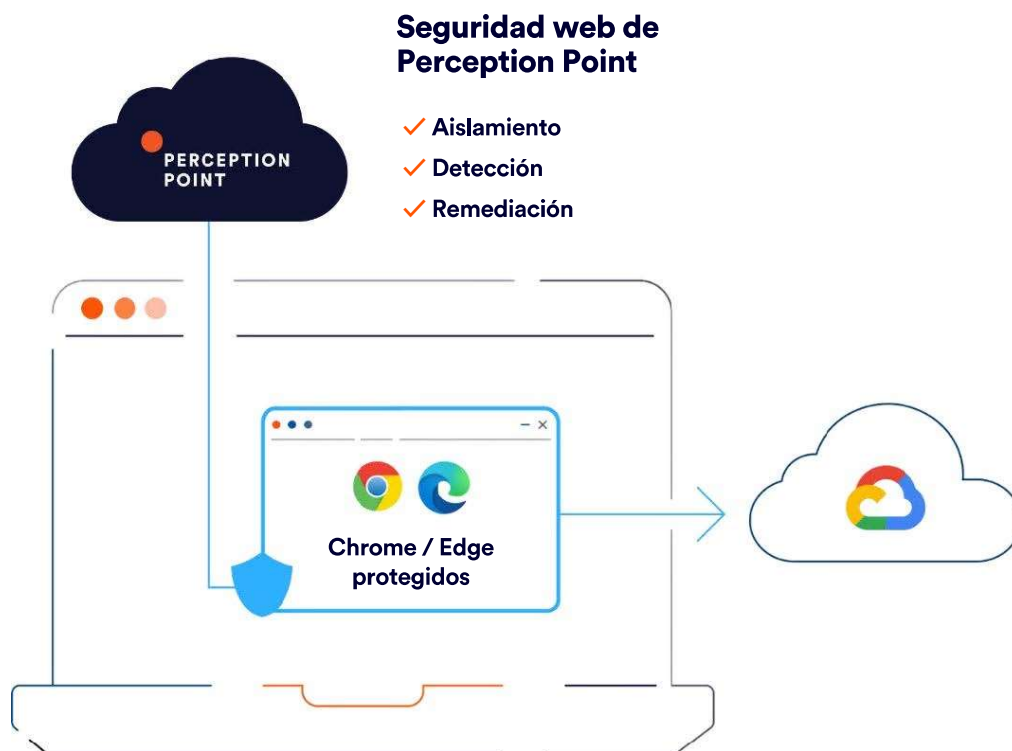 Seguridad web de
Perception Point
Aislamiento
Detección
Remediación
PERCEPTION
POINT
Chrome / Edge
protegidos